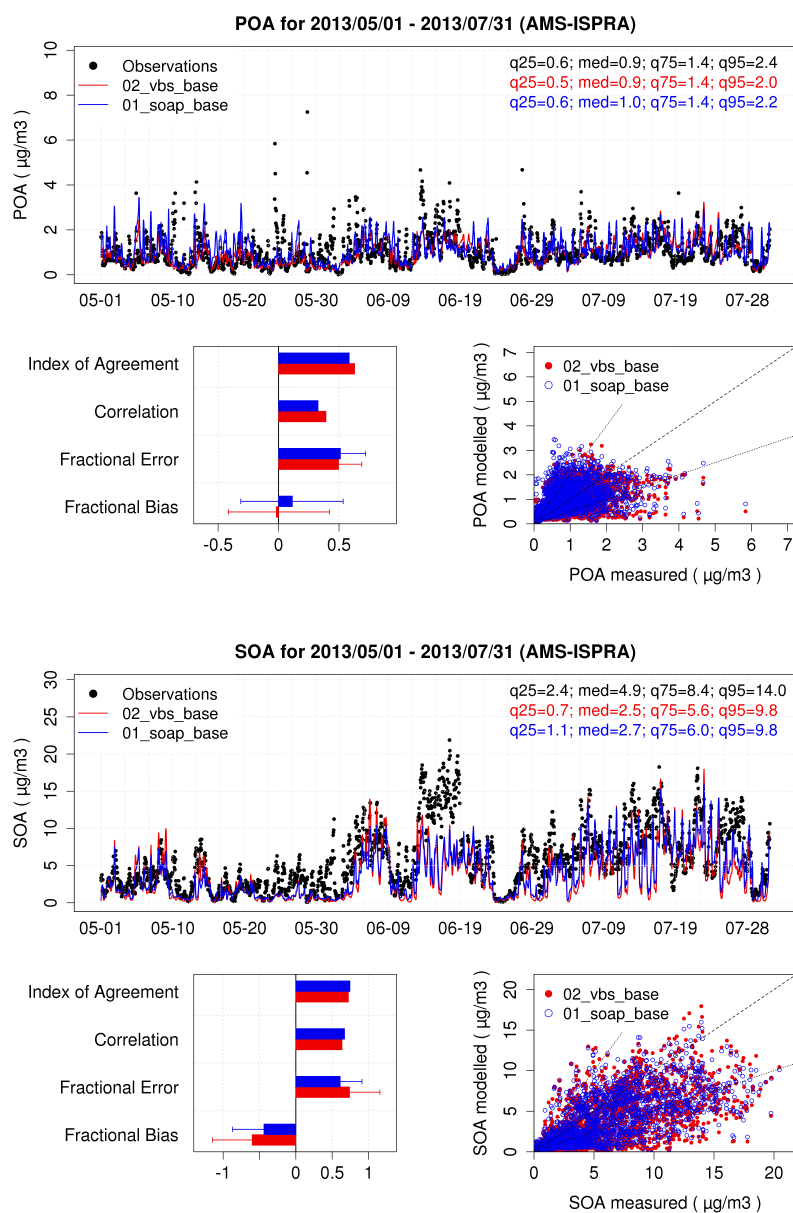 POA for 2013/05/01 - 2013/07/31 (AMS-ISPRA)
POA ( µg/m3 )
10
8
6
4
2
0
Observations
02_vbs_base
01_soap_base
q25=0.6; med=0.9; q75=1.4; q95=2.4
q25=0.5; med=0.9; q75=1.4; q95=2.0
q25=0.6; med=1.0; q75=1.4; q95=2.2
05-01 05-10 05-20 05-30 06-09 06-19 06-29 07-09 07-19 07-28
Index of Agreement
Correlation
Fractional Error
Fractional Bias
-0.5 0 0.5
POA modelled ( µg/m3 )
7
6
5
4
3
2
1
0
02_vbs_base
01_soap_base
0 1 2 3 4 5 6 7
POA measured ( µg/m3 )
SOA for 2013/05/01 - 2013/07/31 (AMS-ISPRA)
SOA ( µg/m3 )
30
25
20
15
10
5
0
Observations
02_vbs_base
01_soap_base
q25=2.4; med=4.9; q75=8.4; q95=14.0
q25=0.7; med=2.5; q75=5.6; q95=9.8
q25=1.1; med=2.7; q75=6.0; q95=9.8
05-01 05-10 05-20 05-30 06-09 06-19 06-29 07-09 07-19 07-28
Index of Agreement
Correlation
Fractional Error
Fractional Bias
-1 0 1
SOA modelled ( µg/m3 )
20
15
10
5
0
02_vbs_base
01_soap_base
0 5 10 15 20
SOA measured ( µg/m3 )